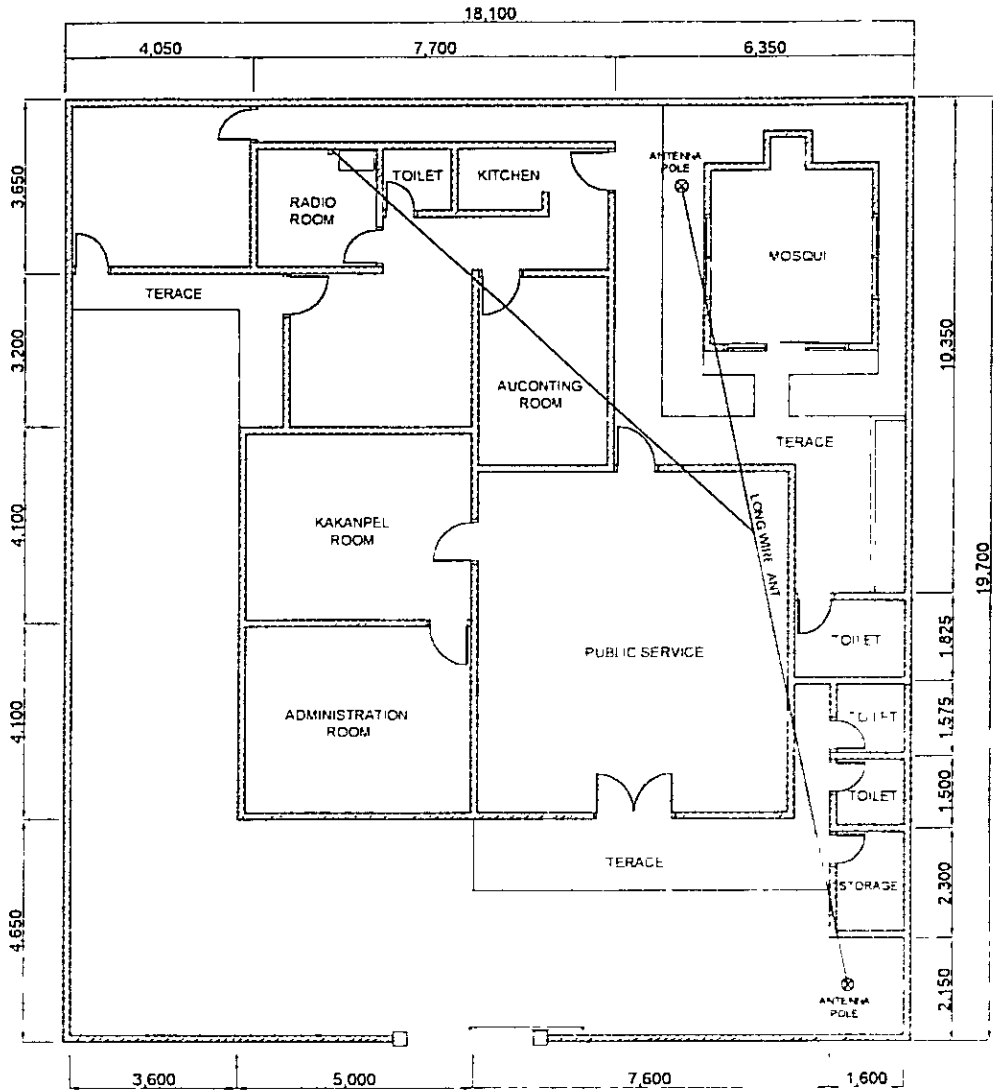 18,100
4,050
7,700
6,350
3,650
3,200
4,100
4,100
4,650
ANTENNA
POLE
TOILET
KITCHEN
RADIO
ROOM
MOSQUI
TERACE
AUCONTING
ROOM
TERACE
KAKANPEL
ROOM
LONG WIRE ANT
PUBLIC SERVICE
TOILET
ADMINISTRATION
ROOM
TOILET
TOILET
TERACE
STORAGE
ANTENNA
POLE
10,350
19,700
1.825
1.575
1.500
2.300
2.150
3,600
5,000
7,600
1,600